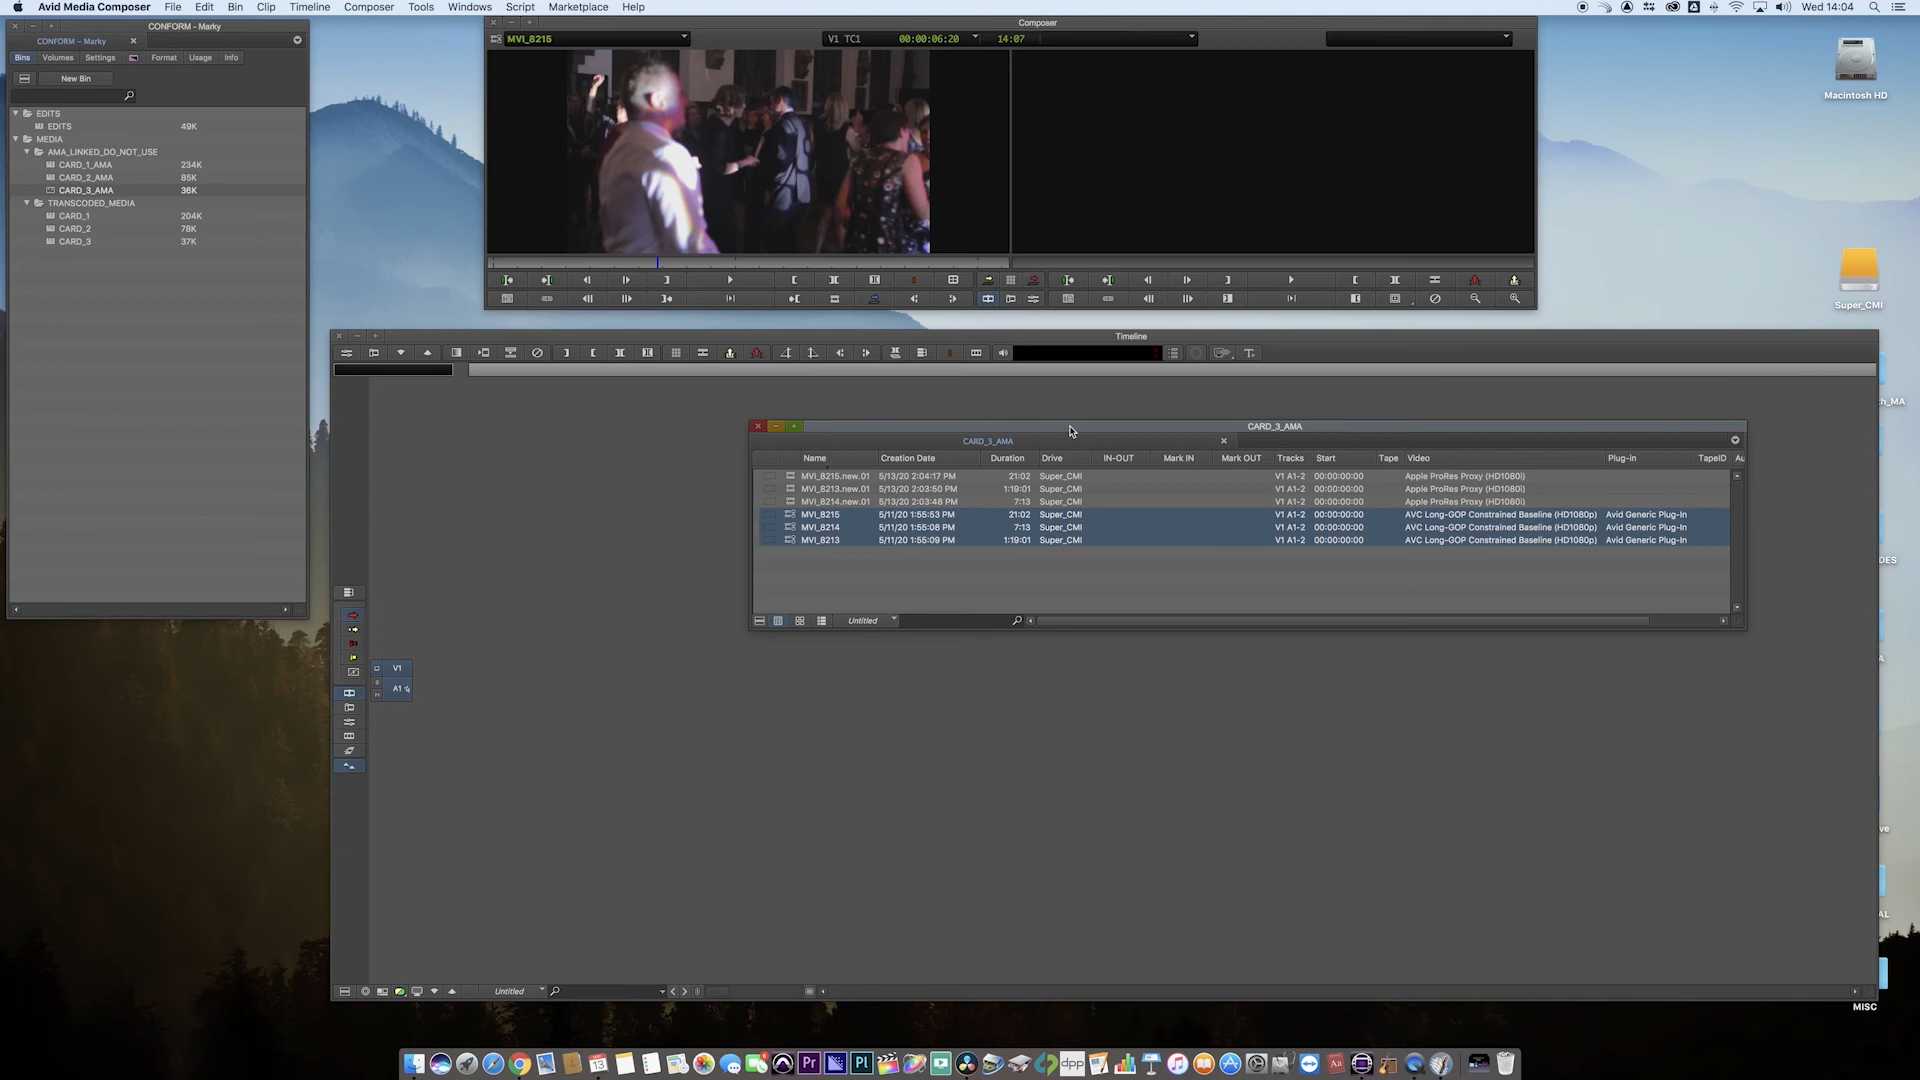 Avid Media Composer File Edit Bin Clip Timeline Composer Tools Windows Script Marketplace Help Wed 14:04
CONFORM - Marky
CONFORM - Marky
Bins Volumes Settings Format Usage Info
New Bin
EDITS
EDITS 49K
MEDIA
AMA_LINKED_DO_NOT_USE
CARD_1_AMA 234K
CARD_2_AMA 85K
CARD_3_AMA 36K
TRANSCODED_MEDIA
CARD_1 204K
CARD_2 78K
CARD_3 37K
Composer
MVI_8215 V1 TC1 00:00:06:20 14:07
Macintosh HD
Super_CMI
Timeline
CARD_3_AMA
CARD_3_AMA
Name Creation Date Duration Drive IN-OUT Mark IN Mark OUT Tracks Start Tape Video Plug-in TapeID Au
MVI_8215.new.01 5/13/20 2:04:17 PM 21:02 Super_CMI V1 A1-2 00:00:00:00 Apple ProRes Proxy (HD1080i)
MVI_8213.new.01 5/13/20 2:03:50 PM 1:19:01 Super_CMI V1 A1-2 00:00:00:00 Apple ProRes Proxy (HD1080i)
MVI_8214.new.01 5/13/20 2:03:48 PM 7:13 Super_CMI V1 A1-2 00:00:00:00 Apple ProRes Proxy (HD1080i)
MVI_8215 5/11/20 1:55:53 PM 21:02 Super_CMI V1 A1-2 00:00:00:00 AVC Long-GOP Constrained Baseline (HD1080p) Avid Generic Plug-In
MVI_8214 5/11/20 1:55:08 PM 7:13 Super_CMI V1 A1-2 00:00:00:00 AVC Long-GOP Constrained Baseline (HD1080p) Avid Generic Plug-In
MVI_8213 5/11/20 1:55:09 PM 1:19:01 Super_CMI V1 A1-2 00:00:00:00 AVC Long-GOP Constrained Baseline (HD1080p) Avid Generic Plug-In
Untitled
V1
A1
Untitled
MISC
13 Pr Pl dpp Aa